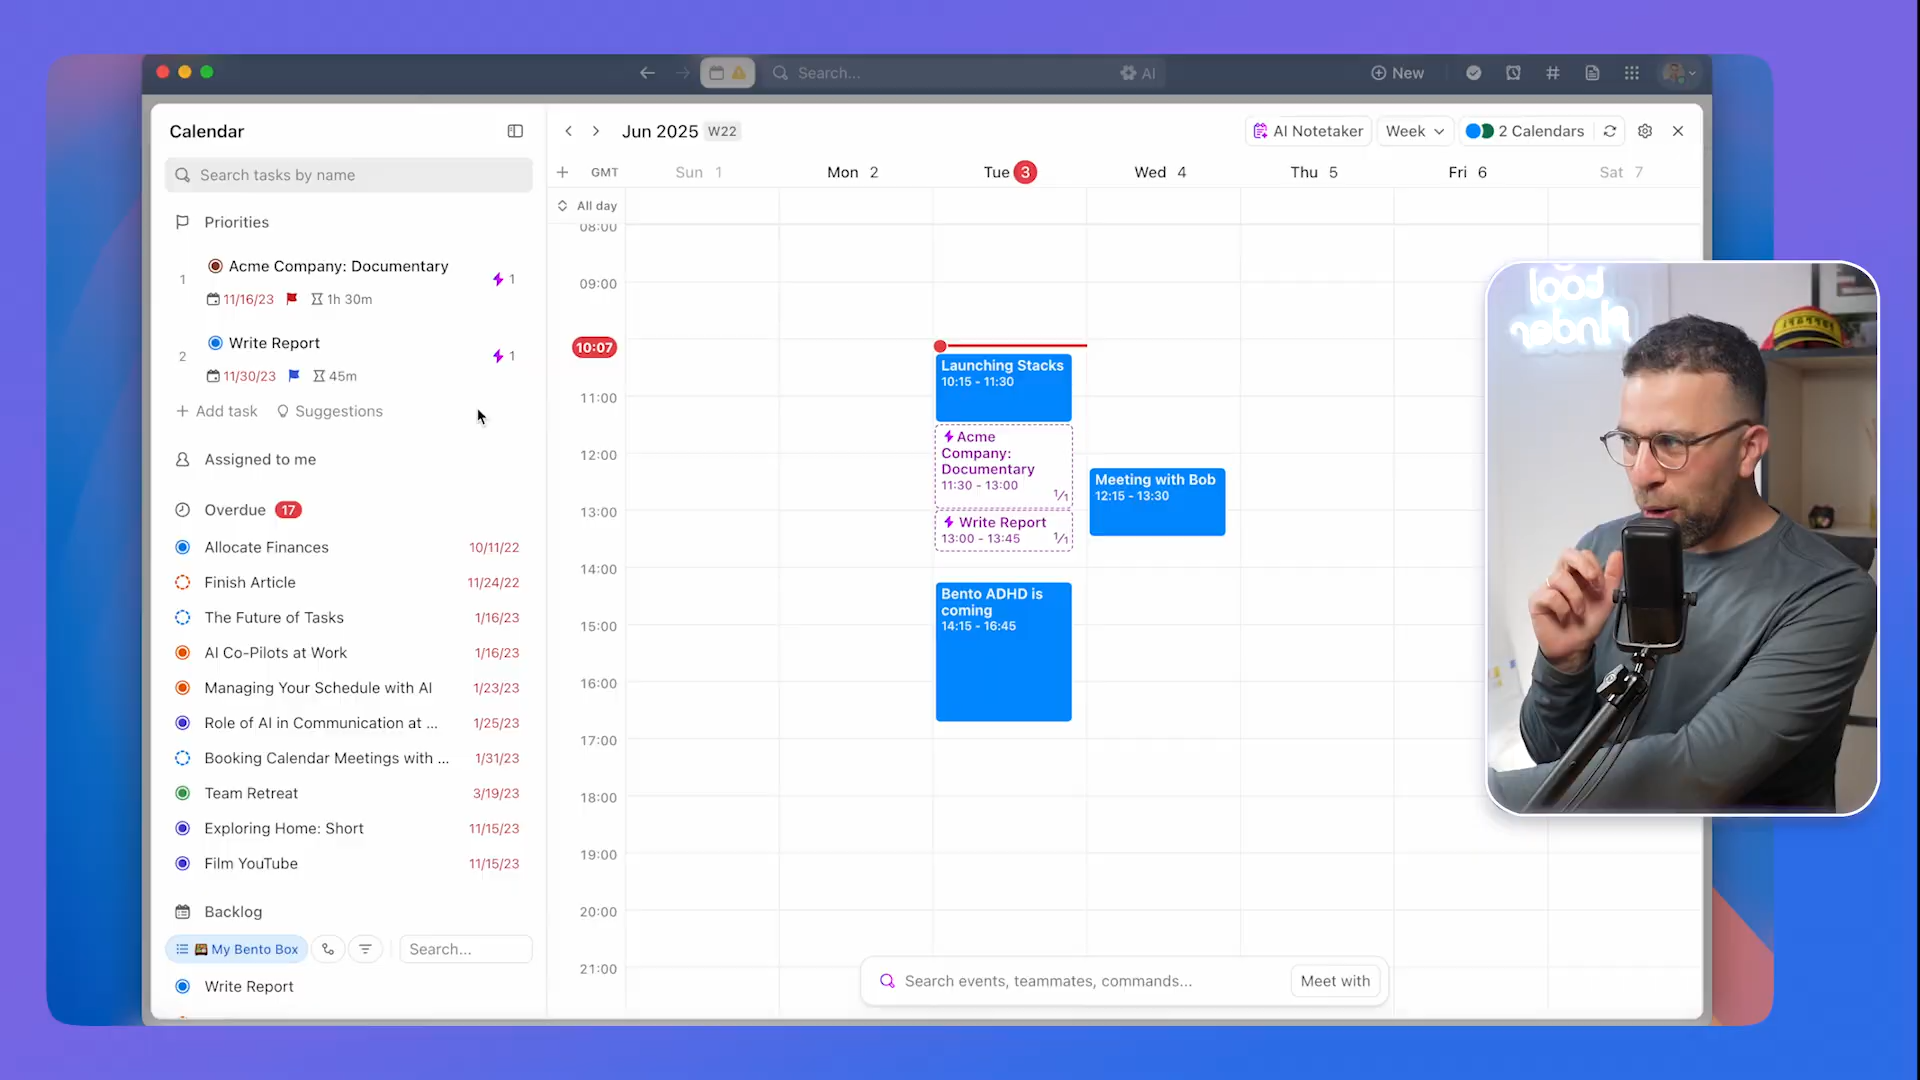 Search...
AI
New
Calendar
Search tasks by name
Priorities
1
Acme Company: Documentary
1
11/16/23
1h 30m
2
Write Report
1
11/30/23
45m
Add task
Suggestions
Assigned to me
Overdue 17
Allocate Finances 10/11/22
Finish Article 11/24/22
The Future of Tasks 1/16/23
AI Co-Pilots at Work 1/16/23
Managing Your Schedule with AI 1/23/23
Role of AI in Communication at ... 1/25/23
Booking Calendar Meetings with ... 1/31/23
Team Retreat 3/19/23
Exploring Home: Short 11/15/23
Film YouTube 11/15/23
Backlog
My Bento Box
Search...
Write Report
Jun 2025 W22
AI Notetaker
Week
2 Calendars
GMT
Sun 1
Mon 2
Tue 3
Wed 4
Thu 5
Fri 6
Sat 7
All day
08:00
09:00
10:07
11:00
12:00
13:00
14:00
15:00
16:00
17:00
18:00
19:00
20:00
21:00
Launching Stacks
10:15 - 11:30
Acme
Company:
Documentary
11:30 - 13:00
1/1
Write Report
13:00 - 13:45
1/1
Bento ADHD is
coming
14:15 - 16:45
Meeting with Bob
12:15 - 13:30
Search events, teammates, commands...
Meet with